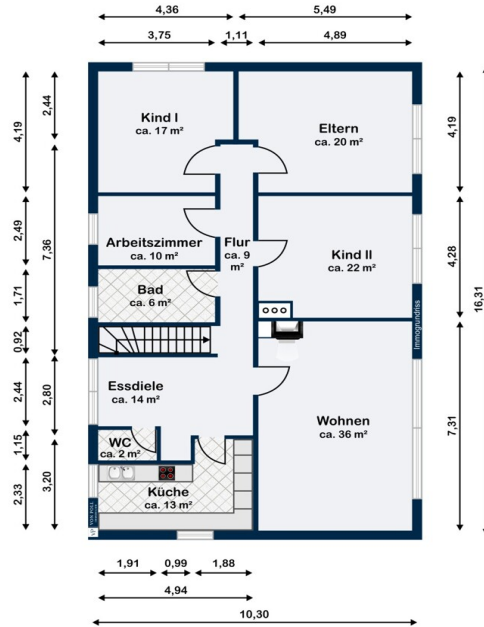 4,36
5,49
3,75
1,11
4,89
Kind I
ca. 17 m²
Eltern
ca. 20 m²
Arbeitszimmer
ca. 10 m²
Flur
ca. 9
m²
Kind II
ca. 22 m²
Bad
ca. 6 m²
Essdiele
ca. 14 m²
Wohnen
ca. 36 m²
WC
ca. 2 m²
Küche
ca. 13 m²
4,19
2,49
1,71
0,92
2,44
1,15
2,33
2,44
7,36
2,80
3,20
4,19
4,28
7,31
16,31
Immogrundriss
VP
1,91
0,99
1,88
4,94
10,30